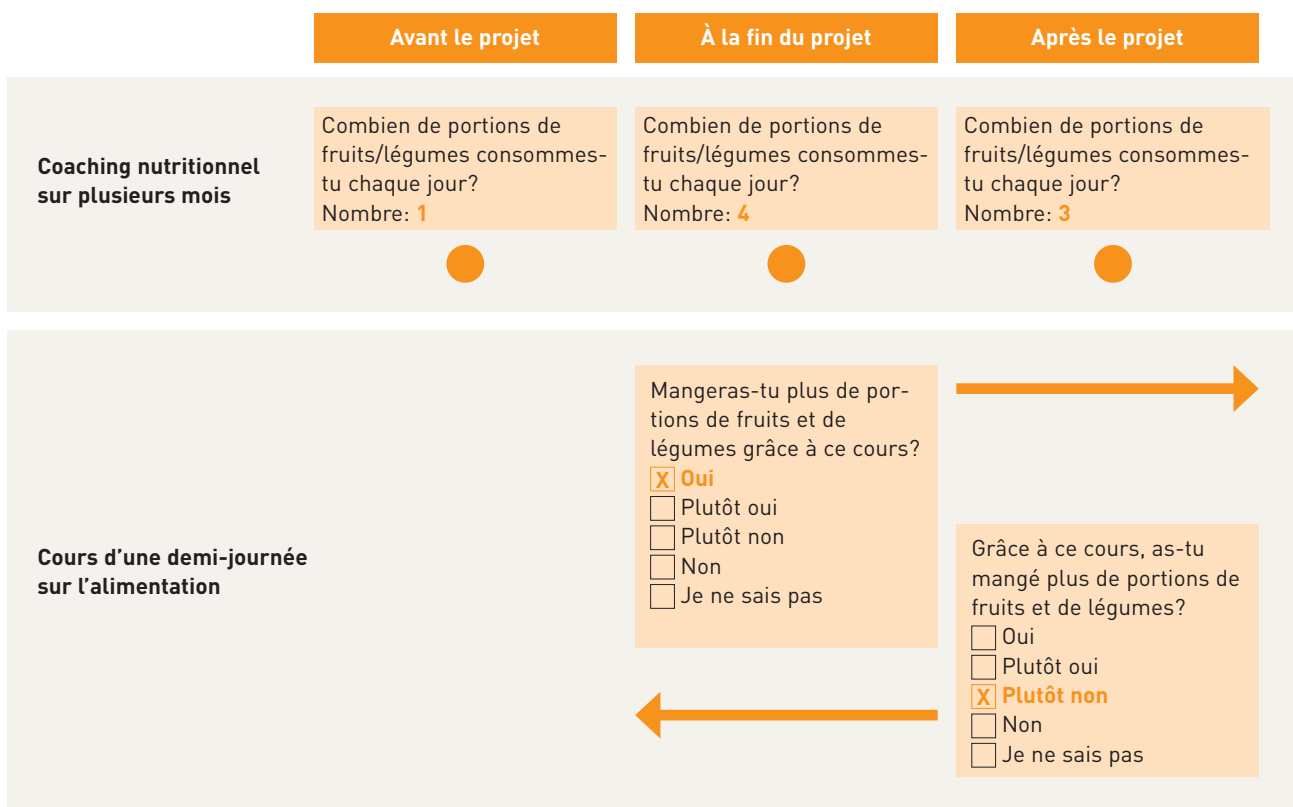 Avant le projet
À la fin du projet
Après le projet
Coaching nutritionnel
sur plusieurs mois
Combien de portions de
fruits/légumes consommes-
tu chaque jour?
Nombre: 1
Combien de portions de
fruits/légumes consommes-
tu chaque jour?
Nombre: 4
Combien de portions de
fruits/légumes consommes-
tu chaque jour?
Nombre: 3
Cours d’une demi-journée
sur l’alimentation
Mangeras-tu plus de por-
tions de fruits et de
légumes grâce à ce cours?
X Oui
Plutôt oui
Plutôt non
Non
Je ne sais pas
Grâce à ce cours, as-tu
mangé plus de portions de
fruits et de légumes?
Oui
Plutôt oui
X Plutôt non
Non
Je ne sais pas